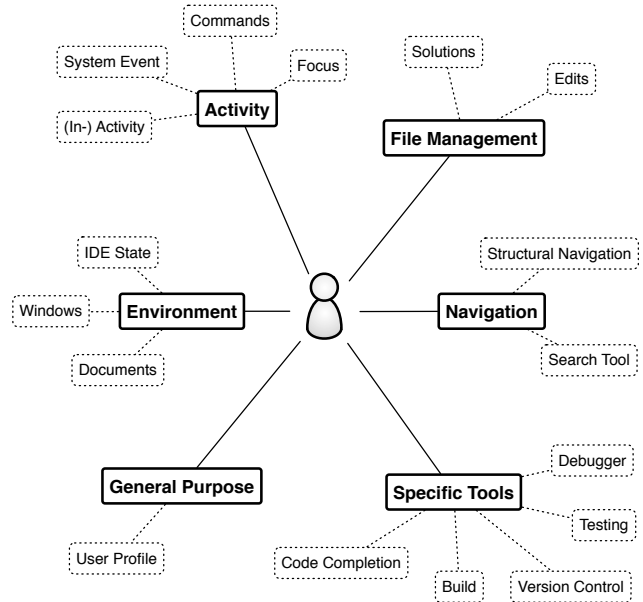 Commands
System Event
Focus
Activity
(In-) Activity
Solutions
Edits
File Management
IDE State
Windows
Environment
Documents
Structural Navigation
Navigation
Search Tool
General Purpose
User Profile
Specific Tools
Debugger
Testing
Code Completion
Build
Version Control